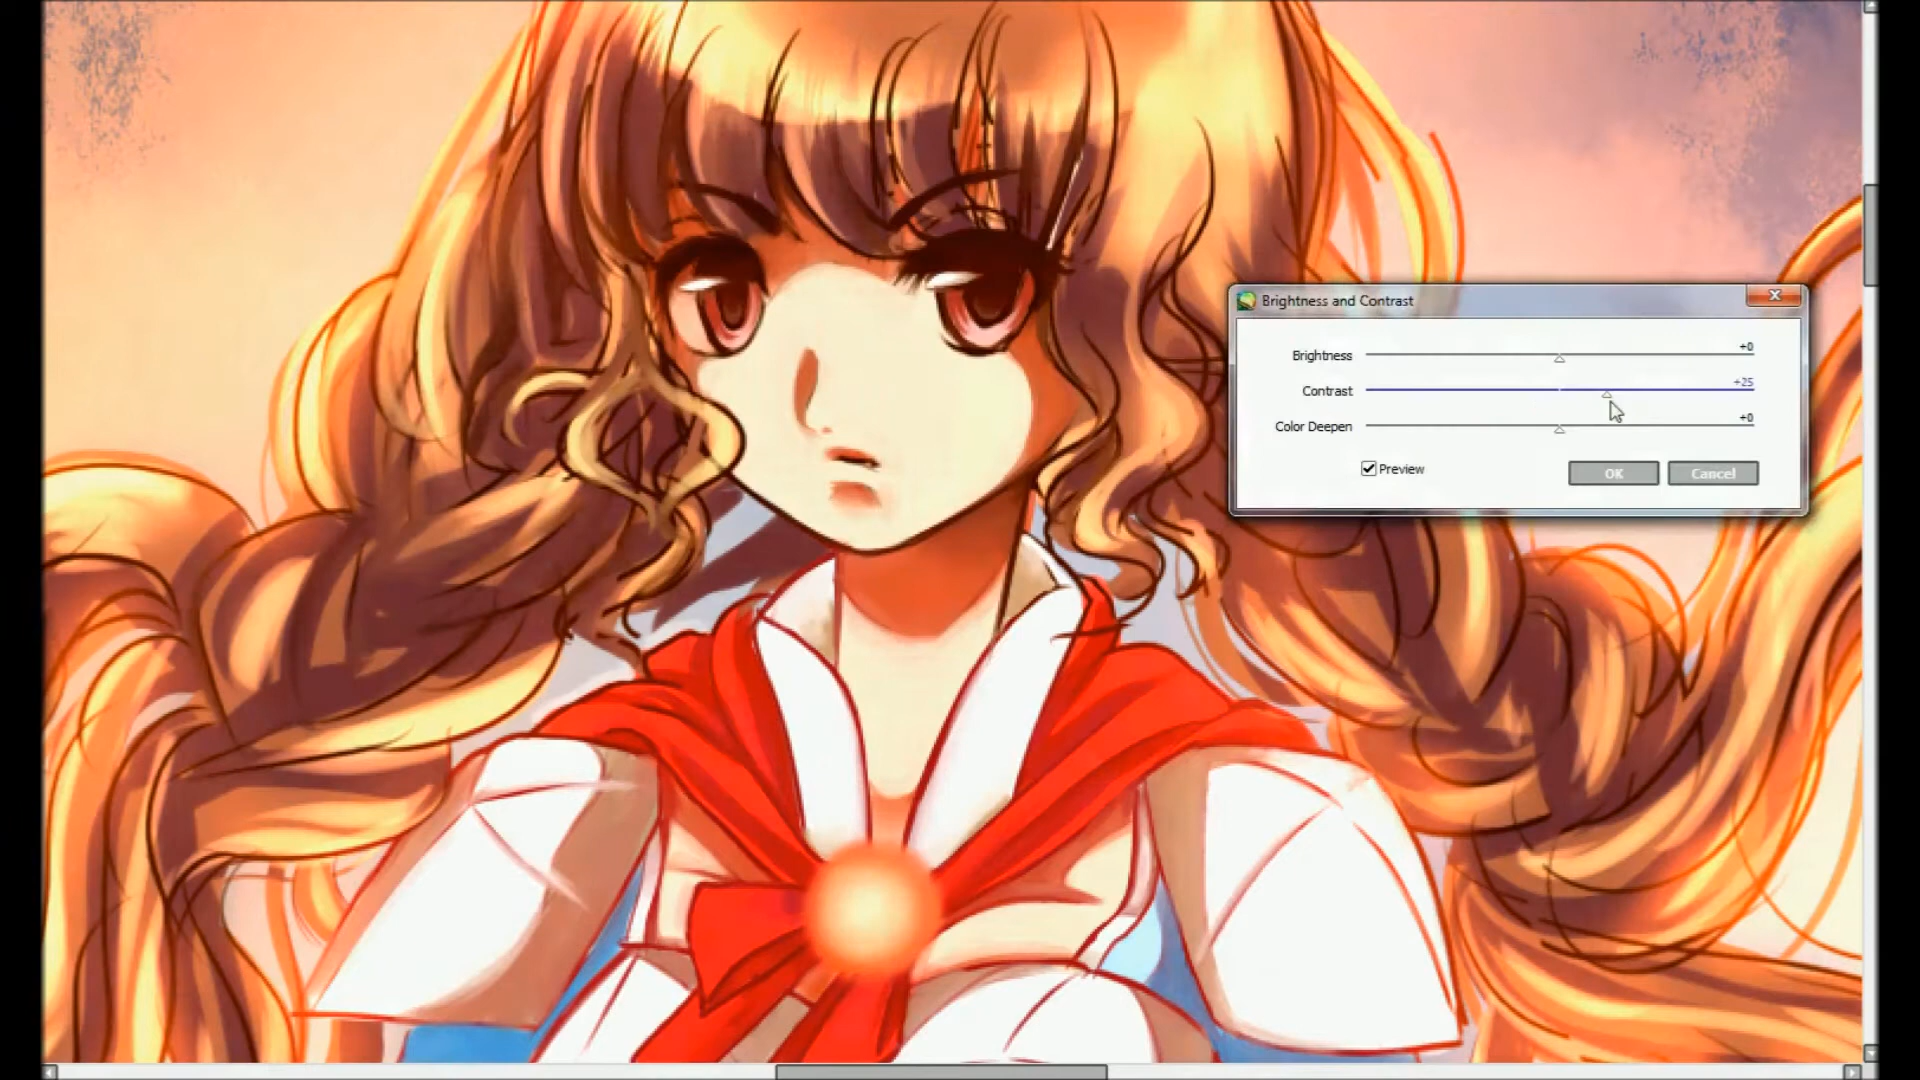 Brightness and Contrast
Brightness +0
Contrast +25
Color Deepen +0
Preview
OK Cancel